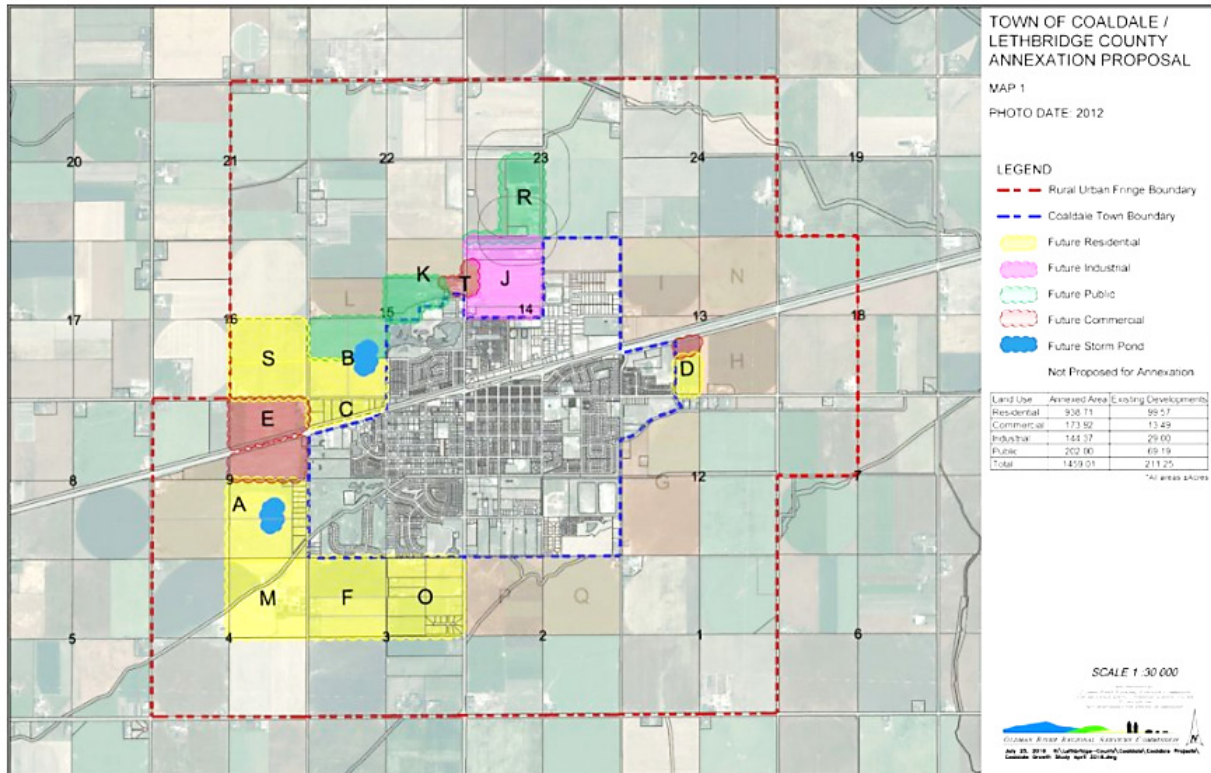 TOWN OF COALDALE /
LETHBRIDGE COUNTY
ANNEXATION PROPOSAL
MAP 1
PHOTO DATE: 2012
LEGEND
Rural Urban Fringe Boundary
Coaldale Town Boundary
Future Residential
Future Industrial
Future Public
Future Commercial
Future Storm Pond
Not Proposed for Annexation
Land Use Annexed Area Existing Developments
Residential 938.71 99.57
Commercial 173.92 13.49
Industrial 144.37 29.00
Public 202.00 69.19
Total 1459.01 211.25
*All areas ±Acres
20 21 22 23 24 19
R
K T J L I N
17 16 15 14 13 18
S B D H
E C
8 9 12 7
A G
M F O Q
5 4 3 2 1 6
SCALE 1 :30 000
OLDMAN RIVER REGIONAL SERVICES COMMISSION
N